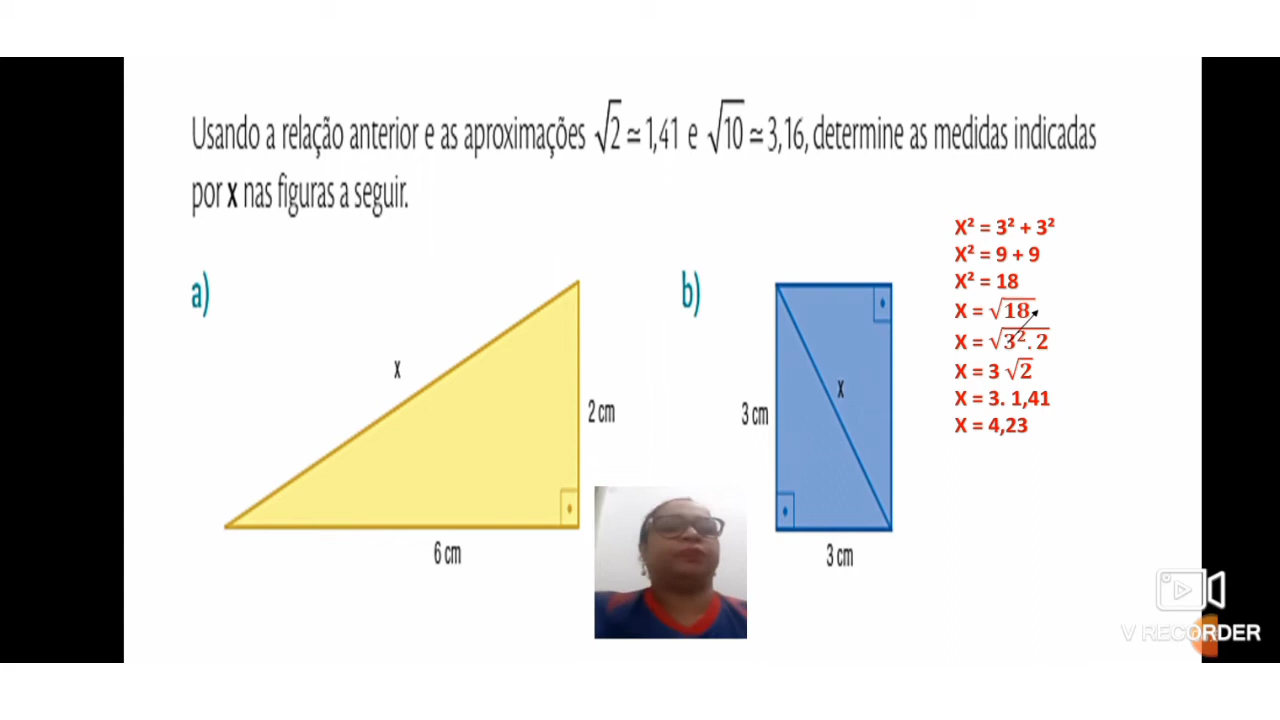 Usando a relação anterior e as aproximações √2 ≃ 1,41 e √10 ≃ 3,16, determine as medidas indicadas
por x nas figuras a seguir.
a)
x
2 cm
6 cm
b)
x
3 cm
3 cm
X² = 3² + 3²
X² = 9 + 9
X² = 18
X = √18
X = √3². 2
X = 3 √2
X = 3. 1,41
X = 4,23
V RECORDER